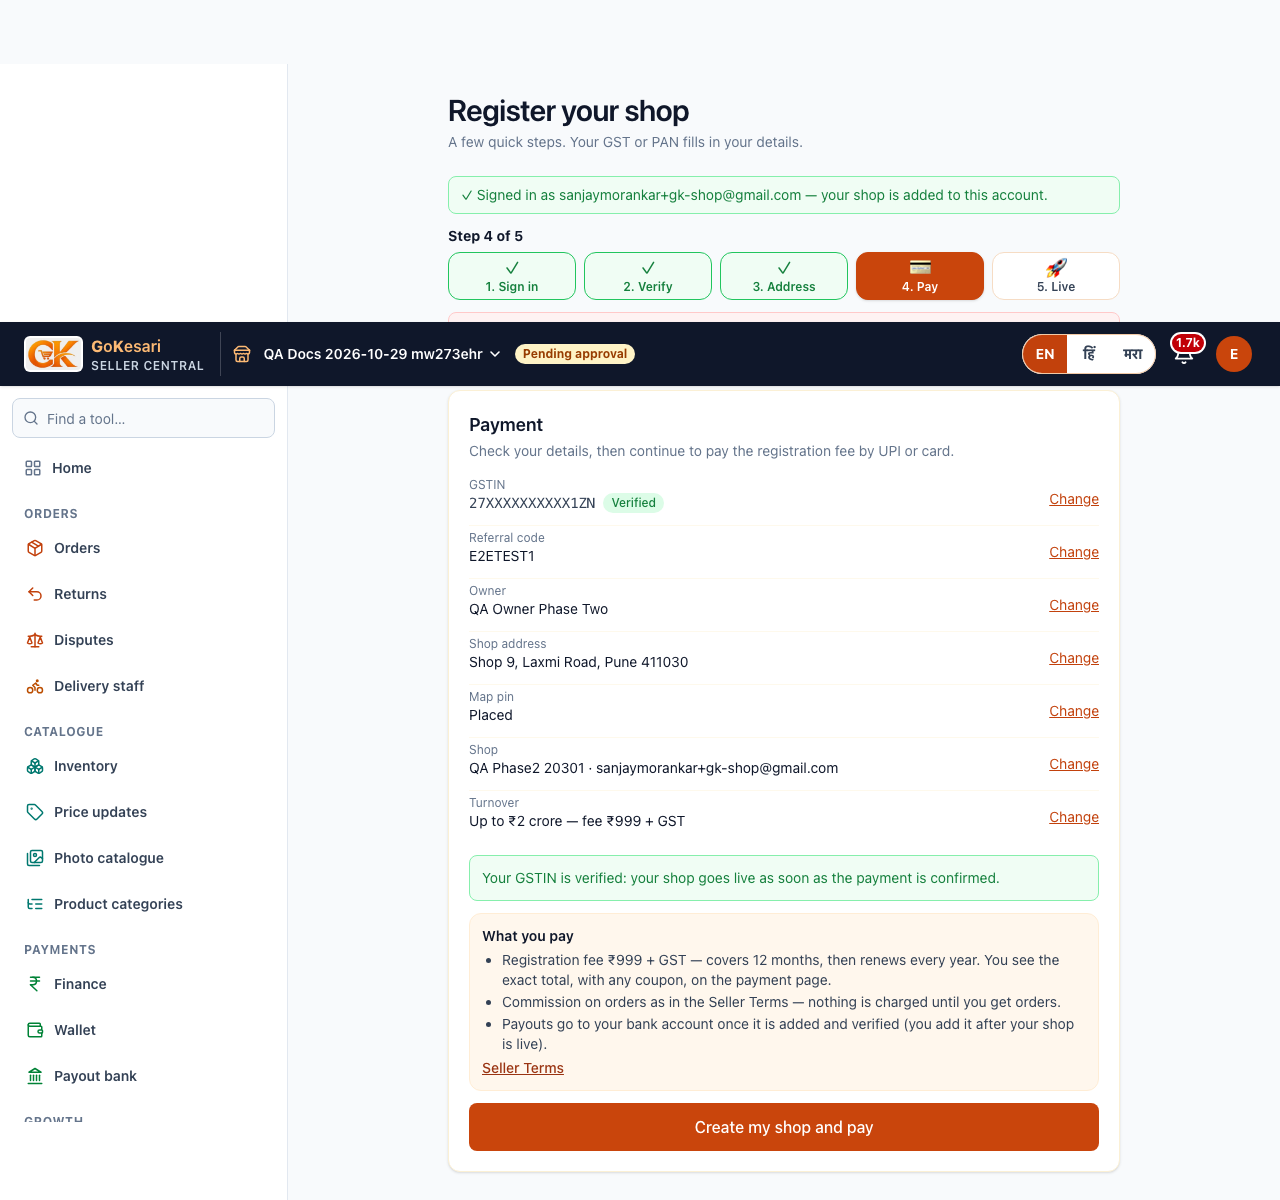 Register your shop
A few quick steps. Your GST or PAN fills in your details.
✓ Signed in as sanjaymorankar+gk-shop@gmail.com — your shop is added to this account.
Step 4 of 5
1. Sign in
2. Verify
3. Address
4. Pay
5. Live
GK
GoKesari
SELLER CENTRAL
QA Docs 2026-10-29 mw273ehr
Pending approval
EN
हिं
मरा
1.7k
E
Find a tool...
Home
ORDERS
Orders
Returns
Disputes
Delivery staff
CATALOGUE
Inventory
Price updates
Photo catalogue
Product categories
PAYMENTS
Finance
Wallet
Payout bank
GROWTH
Payment
Check your details, then continue to pay the registration fee by UPI or card.
GSTIN
27XXXXXXXXXX1ZN Verified
Change
Referral code
E2ETEST1
Change
Owner
QA Owner Phase Two
Change
Shop address
Shop 9, Laxmi Road, Pune 411030
Change
Map pin
Placed
Change
Shop
QA Phase2 20301 · sanjaymorankar+gk-shop@gmail.com
Change
Turnover
Up to ₹2 crore — fee ₹999 + GST
Change
Your GSTIN is verified: your shop goes live as soon as the payment is confirmed.
What you pay
• Registration fee ₹999 + GST — covers 12 months, then renews every year. You see the
exact total, with any coupon, on the payment page.
• Commission on orders as in the Seller Terms — nothing is charged until you get orders.
• Payouts go to your bank account once it is added and verified (you add it after your shop
is live).
Seller Terms
Create my shop and pay